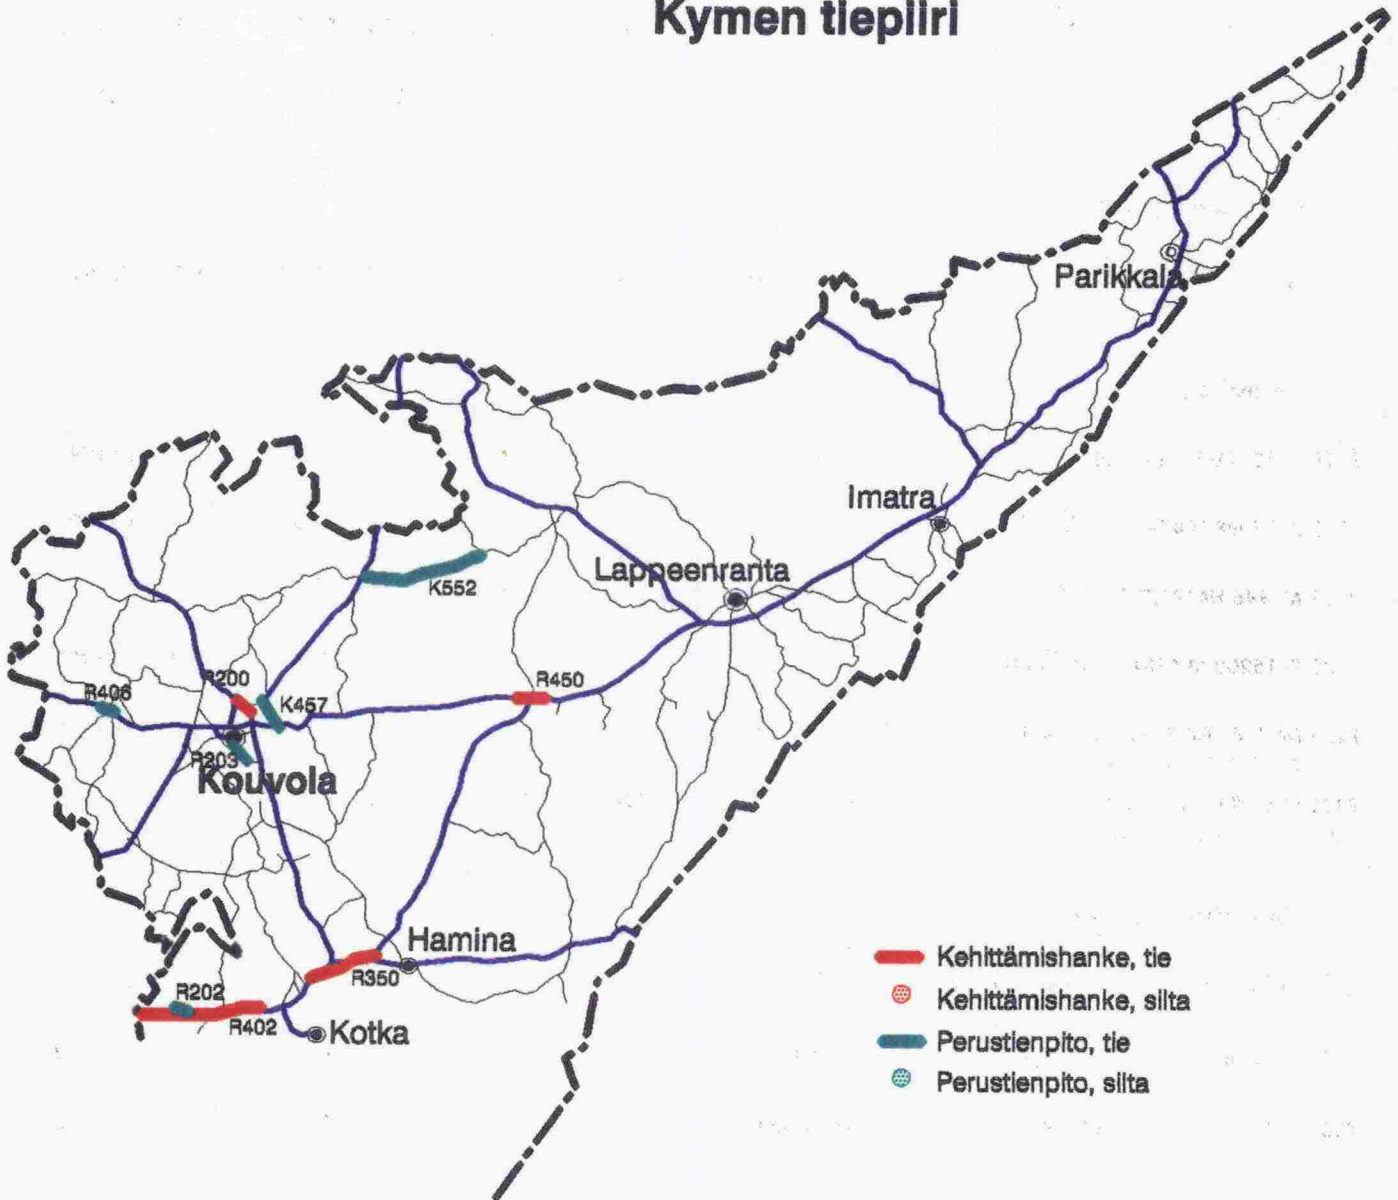 Kymen tiepiiri
Parikkala
Imatra
Lappeenranta
K552
R450
R200
K457
R406
R203
Kouvola
Hamina
R350
R202
R402
Kotka
Kehittämishanke, tie
Kehittämishanke, silta
Perustienpito, tie
Perustienpito, silta